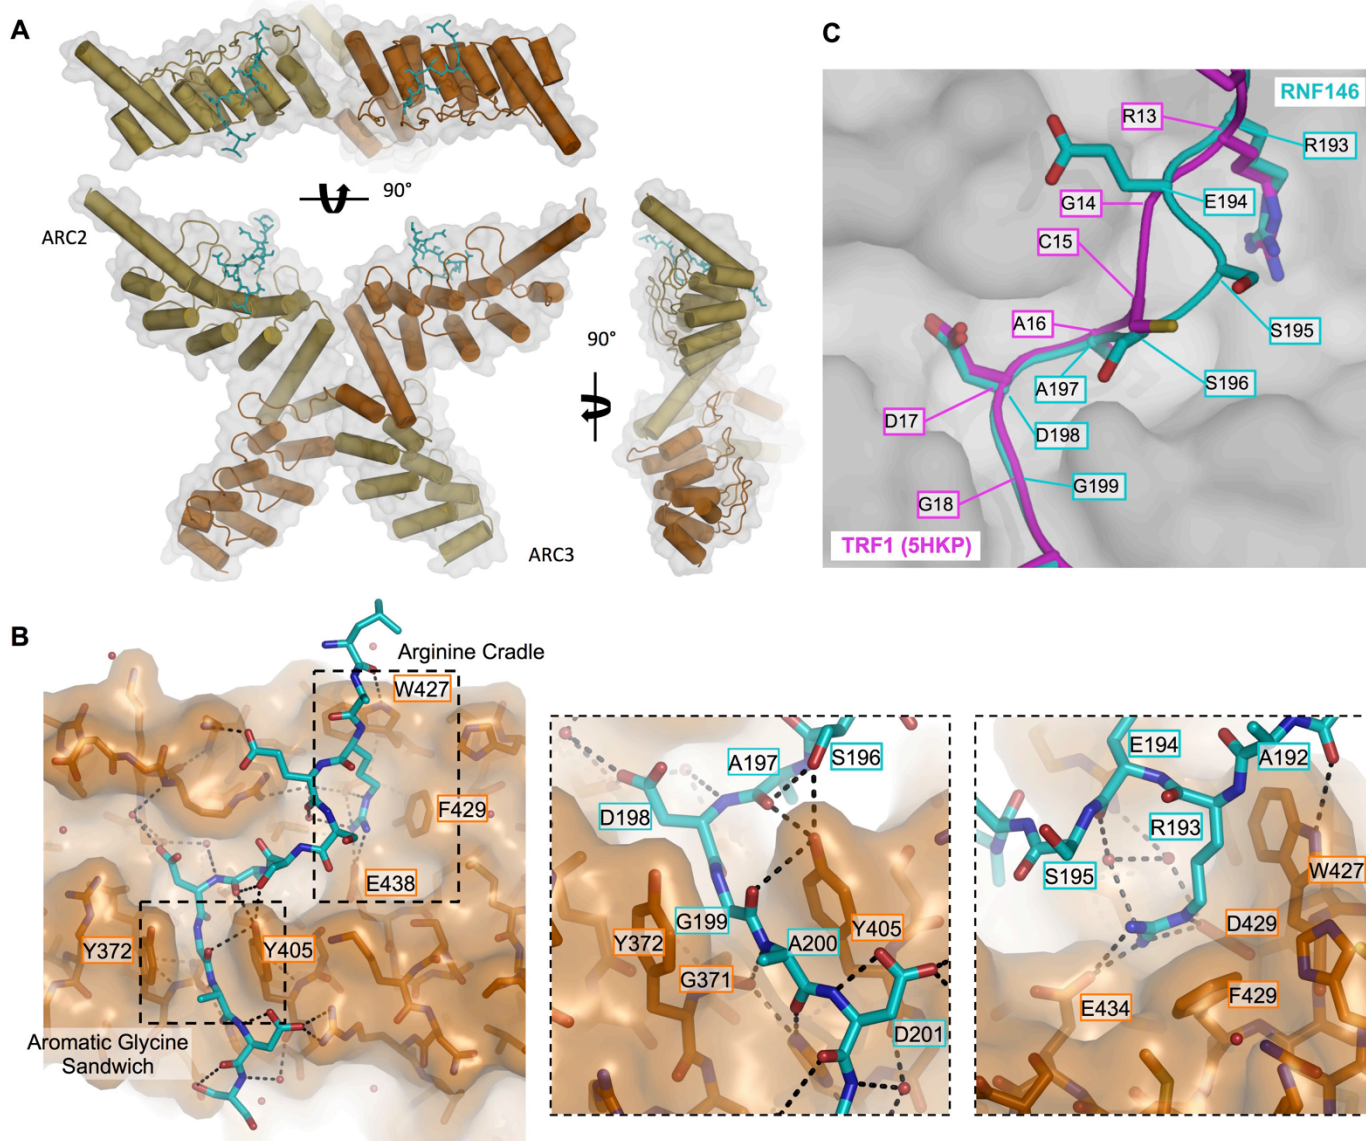 A
90°
ARC2
90°
ARC3
C
RNF146
R13
R193
G14
E194
C15
A16
S195
A197
S196
D17
D198
G18
G199
TRF1 (5HKP)
B
Arginine Cradle
W427
F429
E438
Y372
Y405
Aromatic Glycine
Sandwich
A197
S196
D198
G199
Y372
A200
Y405
G371
D201
E194
A192
R193
S195
W427
D429
E434
F429